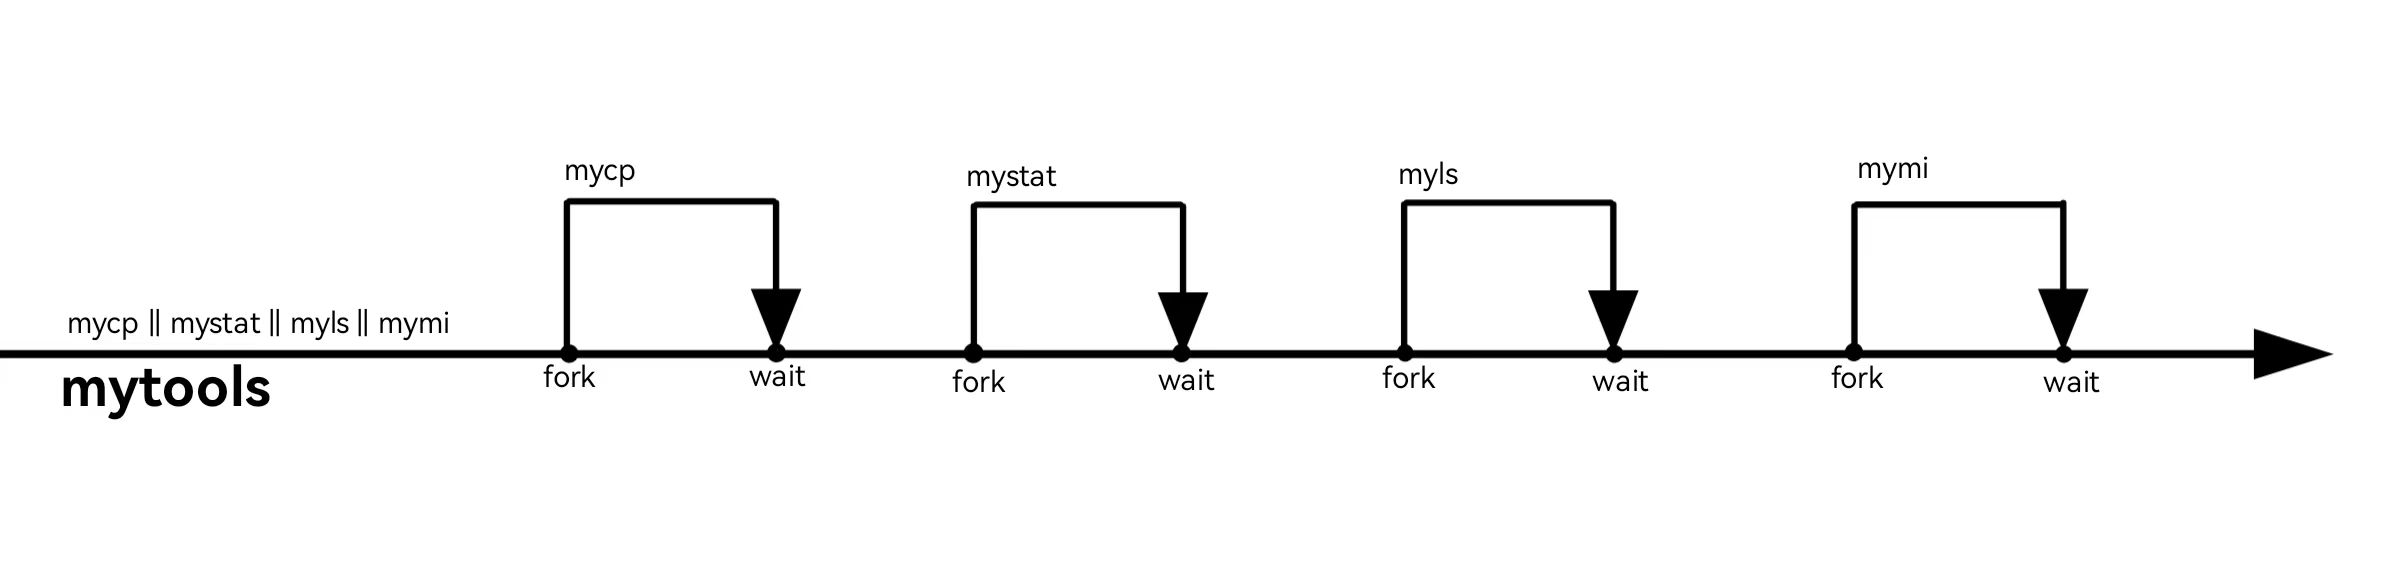 mycp
mystat
myls
mymi
mycp || mystat || myls || mymi
mytools
fork
wait
fork
wait
fork
wait
fork
wait